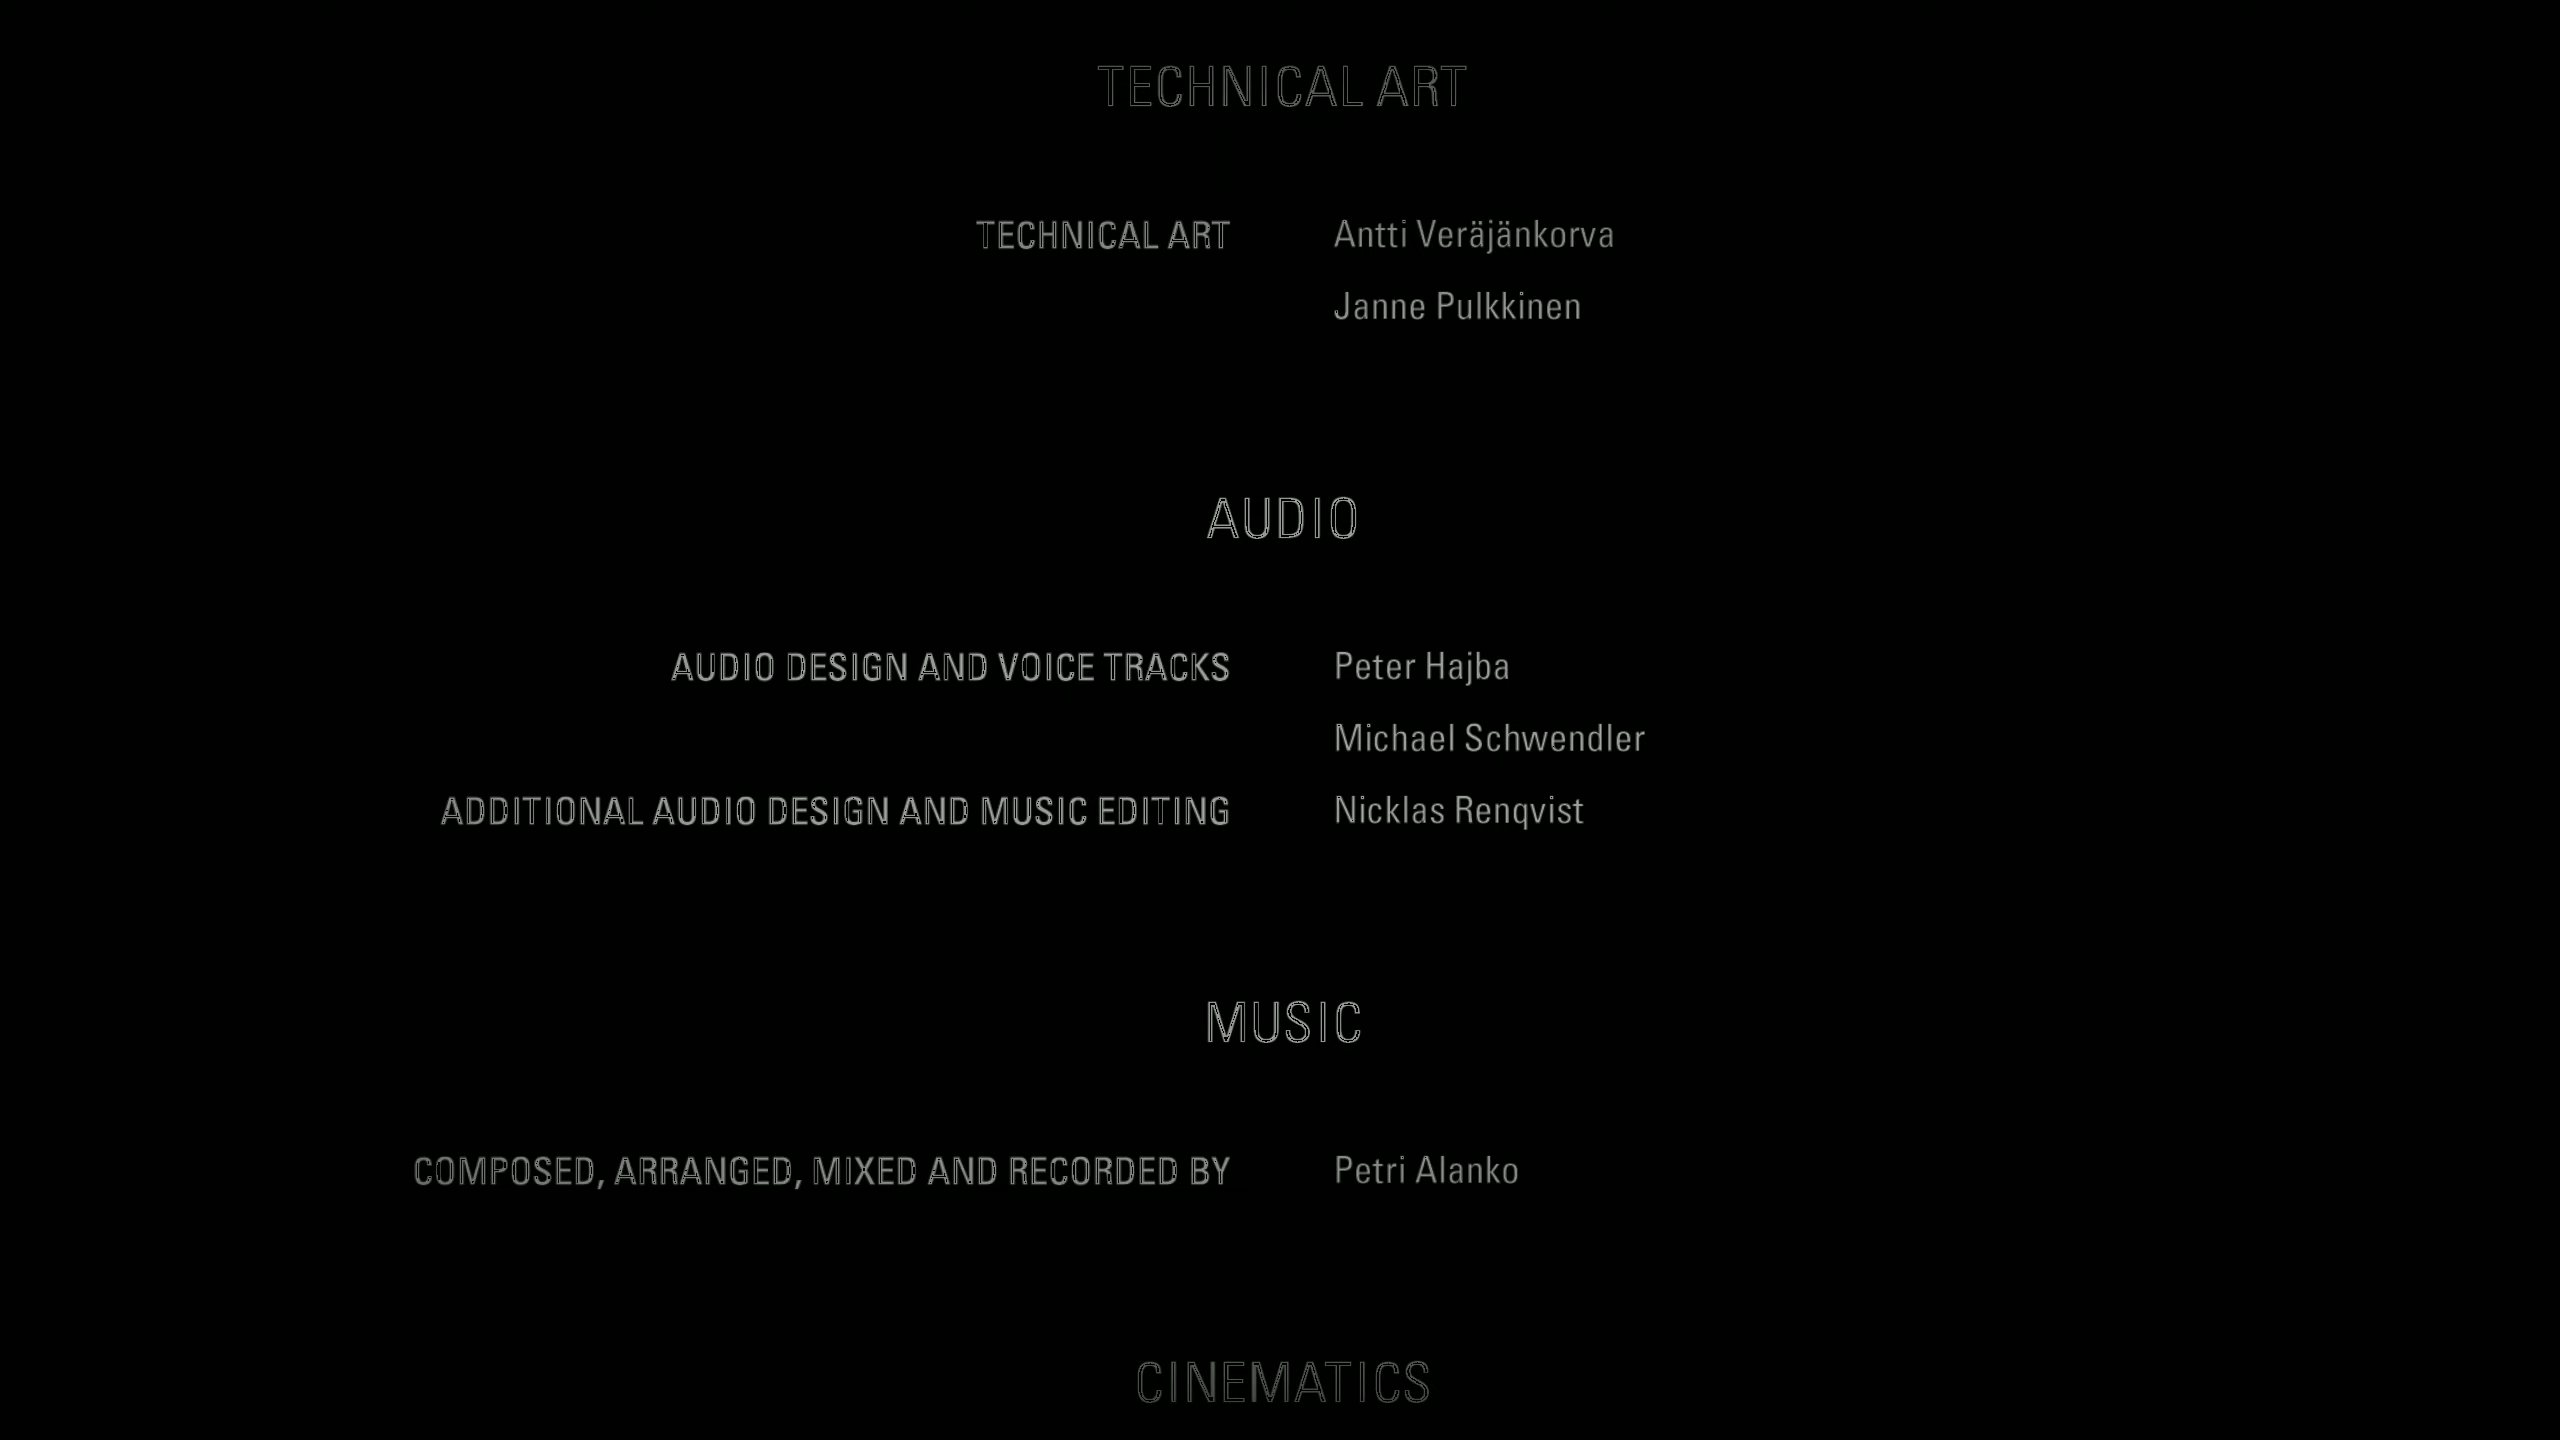 TECHNICAL ART
TECHNICAL ART Antti Veräjänkorva
Janne Pulkkinen
AUDIO
AUDIO DESIGN AND VOICE TRACKS Peter Hajba
Michael Schwendler
ADDITIONAL AUDIO DESIGN AND MUSIC EDITING Nicklas Renqvist
MUSIC
COMPOSED, ARRANGED, MIXED AND RECORDED BY Petri Alanko
CINEMATICS